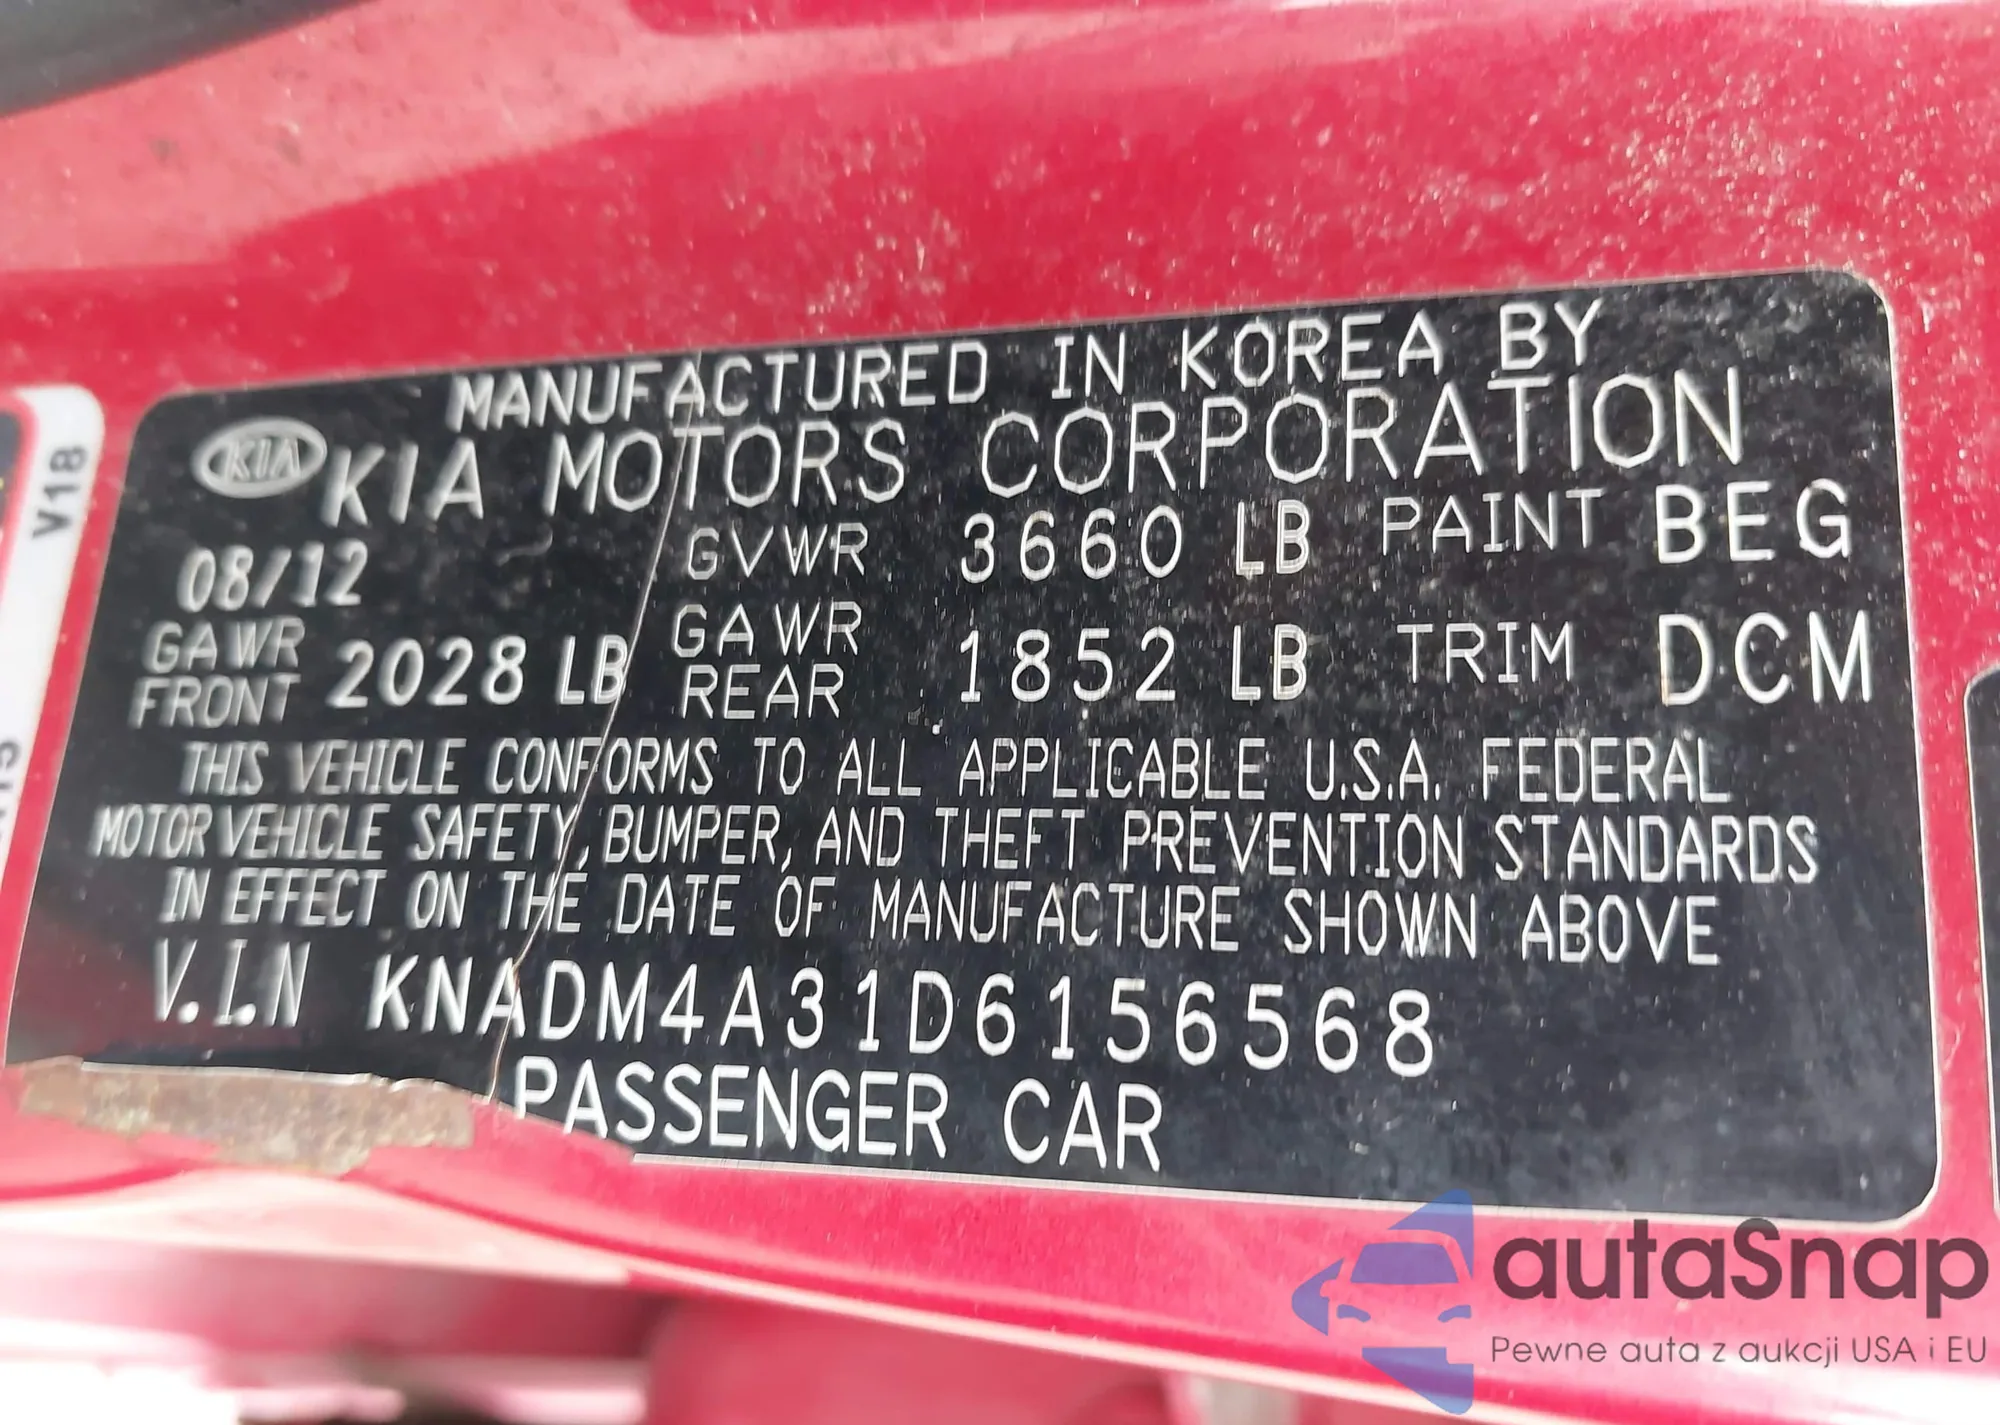 MANUFACTURED IN KOREA BY
KIA KIA MOTORS CORPORATION
08/12 GVWR 3660 LB PAINT BEG
GAWR FRONT 2028 LB GAWR REAR 1852 LB TRIM DCM
THIS VEHICLE CONFORMS TO ALL APPLICABLE U.S.A. FEDERAL
MOTOR VEHICLE SAFETY, BUMPER, AND THEFT PREVENTION STANDARDS
IN EFFECT ON THE DATE OF MANUFACTURE SHOWN ABOVE
V.I.N KNADM4A31D6156568
PASSENGER CAR
V18
autaSnap
Pewne auta z aukcji USA i EU